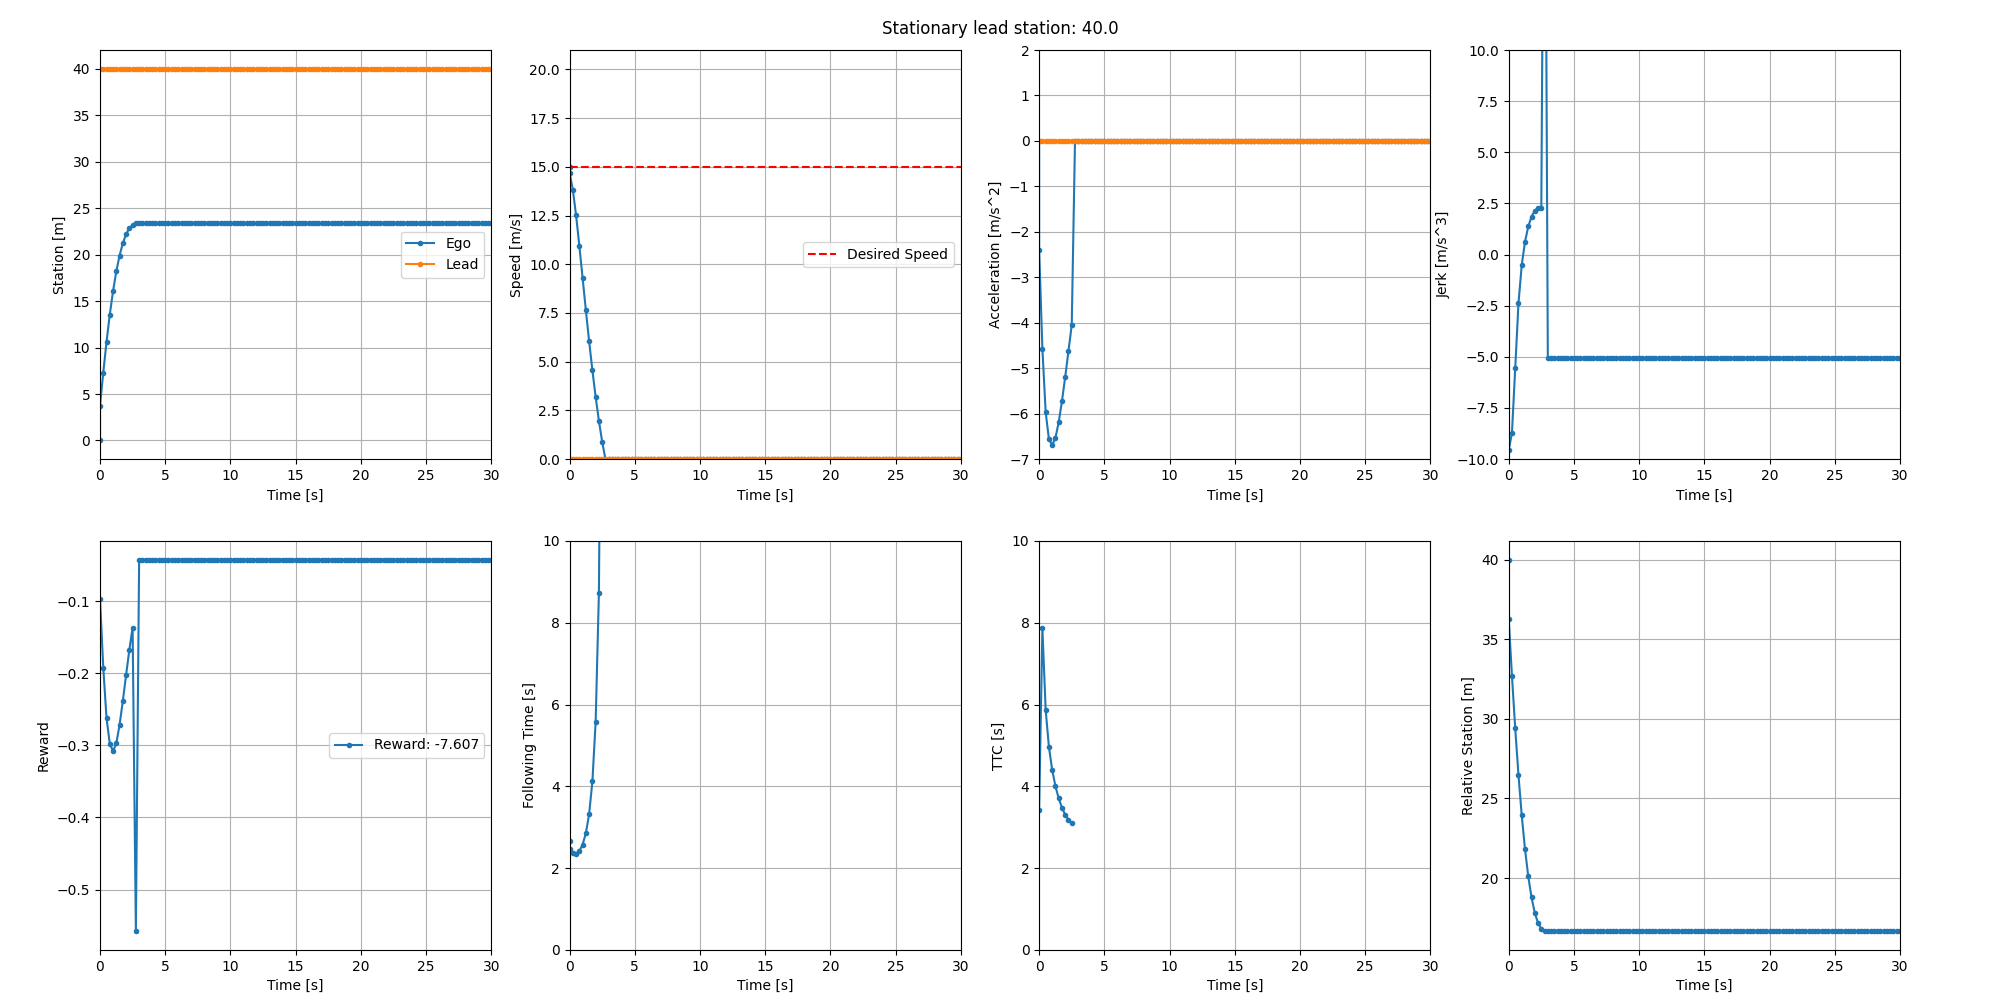 Stationary lead station: 40.0
Station [m]
40
35
30
25
20
15
10
5
0
Ego
Lead
0 5 10 15 20 25 30
Time [s]
Speed [m/s]
20.0
17.5
15.0
12.5
10.0
7.5
5.0
2.5
0.0
Desired Speed
0 5 10 15 20 25 30
Time [s]
Acceleration [m/s^2]
2
1
0
−1
−2
−3
−4
−5
−6
−7
0 5 10 15 20 25 30
Time [s]
Jerk [m/s^3]
10.0
7.5
5.0
2.5
0.0
−2.5
−5.0
−7.5
−10.0
0 5 10 15 20 25 30
Time [s]
Reward
−0.1
−0.2
−0.3
−0.4
−0.5
Reward: -7.607
0 5 10 15 20 25 30
Time [s]
Following Time [s]
10
8
6
4
2
0
0 5 10 15 20 25 30
Time [s]
TTC [s]
10
8
6
4
2
0
0 5 10 15 20 25 30
Time [s]
Relative Station [m]
40
35
30
25
20
0 5 10 15 20 25 30
Time [s]